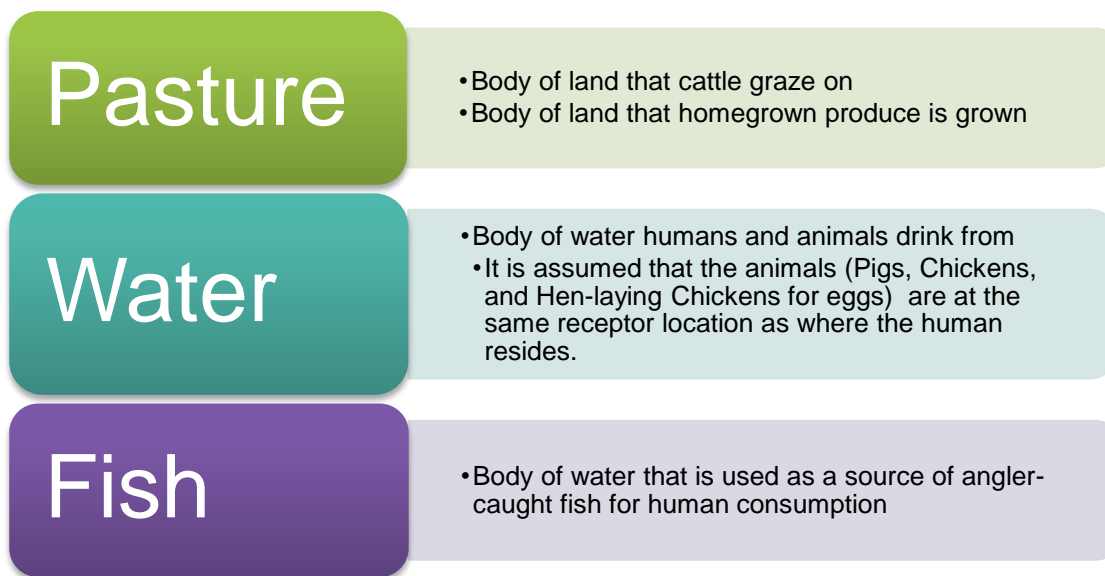 Pasture
•Body of land that cattle graze on
•Body of land that homegrown produce is grown
Water
•Body of water humans and animals drink from
•It is assumed that the animals (Pigs, Chickens,
and Hen-laying Chickens for eggs)  are at the
same receptor location as where the human
resides.
Fish
•Body of water that is used as a source of angler-
caught fish for human consumption